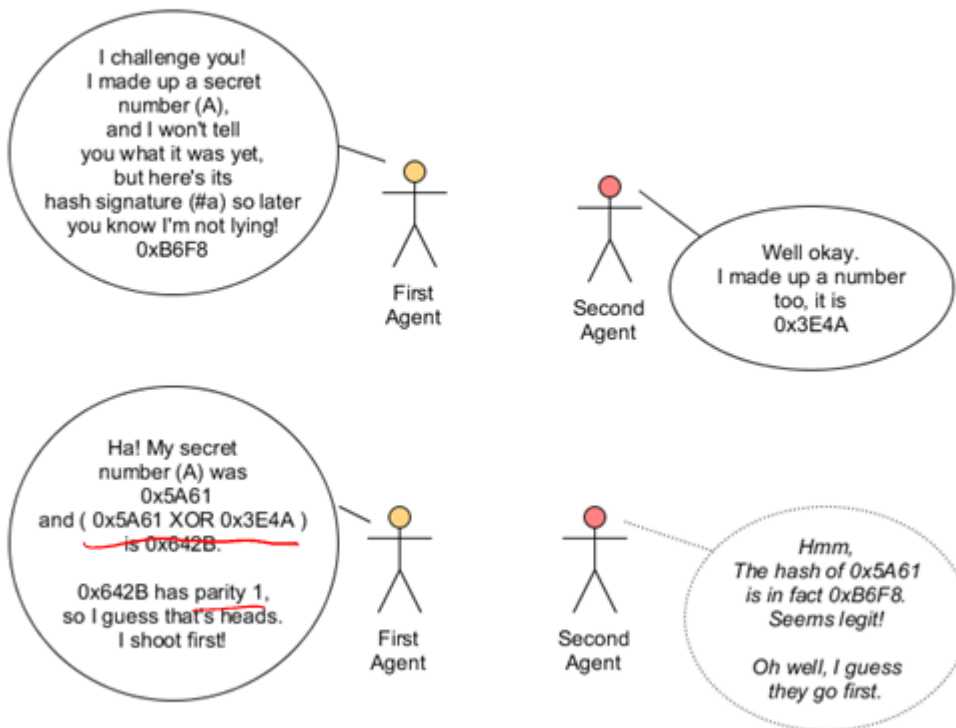 I challenge you!
I made up a secret
number (A),
and I won't tell
you what it was yet,
but here's its
hash signature (#a) so later
you know I'm not lying!
0xB6F8
First
Agent
Second
Agent
Well okay.
I made up a number
too, it is
0x3E4A
Ha! My secret
number (A) was
0x5A61
and ( 0x5A61 XOR 0x3E4A )
is 0x642B.
0x642B has parity 1,
so I guess that's heads.
I shoot first!
First
Agent
Second
Agent
Hmm,
The hash of 0x5A61
is in fact 0xB6F8.
Seems legit!
Oh well, I guess
they go first.